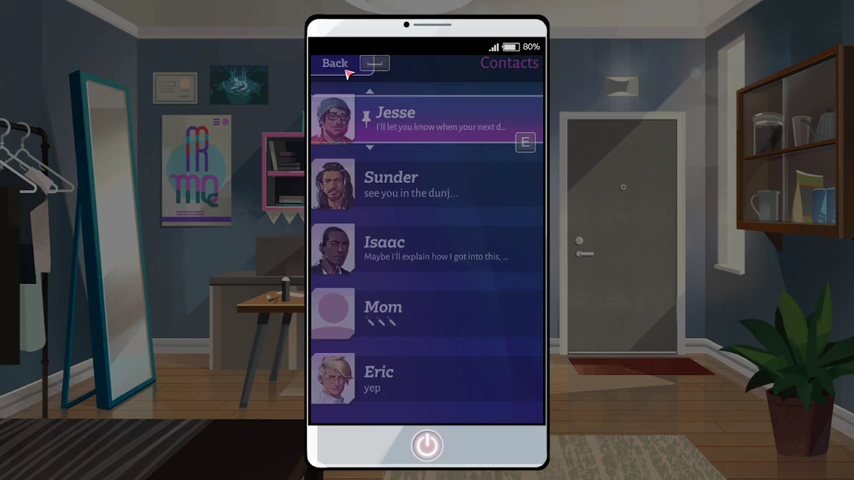 80%
Back
Contacts
Jesse
I'll let you know when your next d...
E
Sunder
see you in the dunj...
Isaac
Maybe I'll explain how I got into this, ...
Mom
Eric
yep